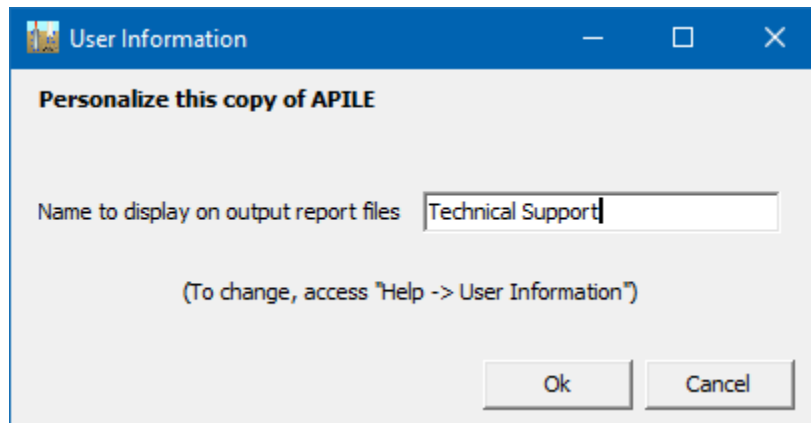 User Information
Personalize this copy of APILE
Name to display on output report files Technical Support
(To change, access "Help -> User Information")
Ok Cancel